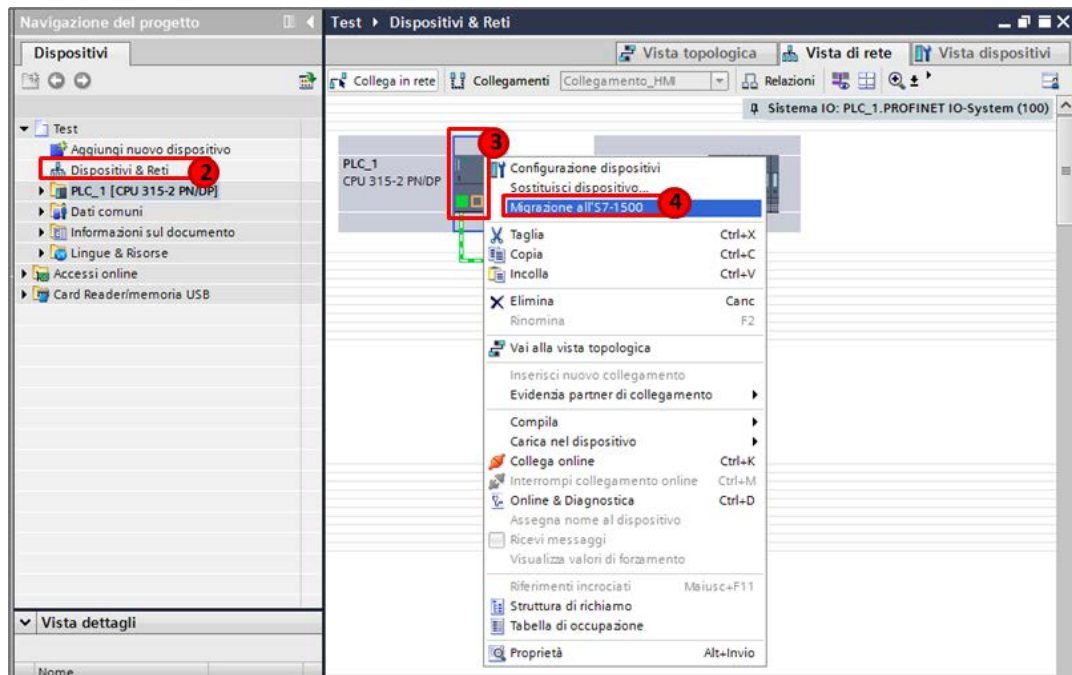 Navigazione del progetto
Test ▸ Dispositivi & Reti
Dispositivi
Vista topologica
Vista di rete
Vista dispositivi
Collega in rete
Collegamenti
Collegamento_HMI
Relazioni
Sistema IO: PLC_1.PROFINET IO-System (100)
Test
Aggiungi nuovo dispositivo
Dispositivi & Reti
2
PLC_1 [CPU 315-2 PN/DP]
Dati comuni
Informazioni sul documento
Lingue & Risorse
Accessi online
Card Reader/memoria USB
PLC_1
CPU 315-2 PN/DP
3
Configurazione dispositivi
Sostituisci dispositivo...
Migrazione all'S7-1500
4
Taglia Ctrl+X
Copia Ctrl+C
Incolla Ctrl+V
Elimina Canc
Rinomina F2
Vai alla vista topologica
Inserisci nuovo collegamento
Evidenzia partner di collegamento
Compila
Carica nel dispositivo
Collega online Ctrl+K
Interrompi collegamento online Ctrl+M
Online & Diagnostica Ctrl+D
Assegna nome al dispositivo
Ricevi messaggi
Visualizza valori di forzamento
Riferimenti incrociati Maiusc+F11
Struttura di richiamo
Tabella di occupazione
Proprietà Alt+Invio
Vista dettagli
Nome